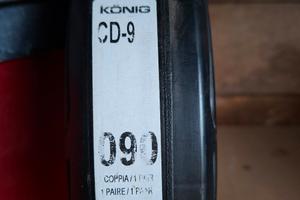 KÖNIG
CD-9
090
COPPIA / 1 PAIR
1 PAIRE / 1 PAAR